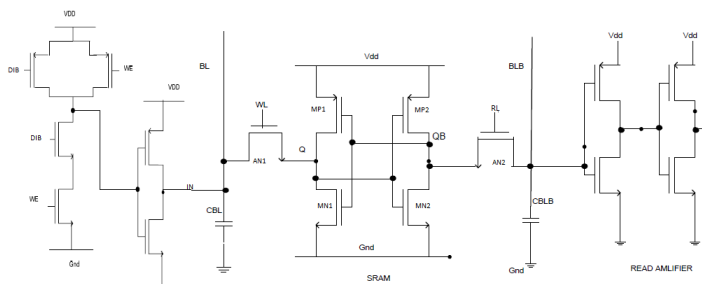 VDD
DIB
WE
DIB
WE
Gnd
VDD
IN
BL
CBL
WL
AN1
Q
Vdd
MP1
MP2
QB
MN1
MN2
Gnd
SRAM
RL
AN2
BLB
CBLB
Gnd
Vdd
Vdd
READ AMLIFIER